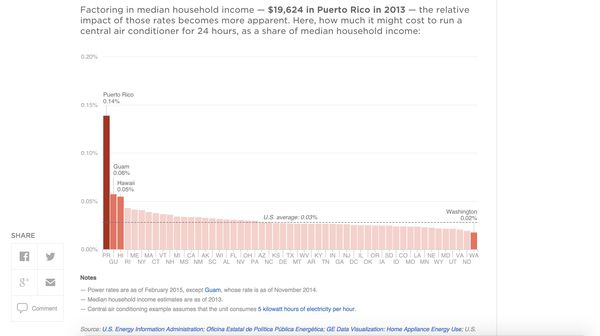 Factoring in median household income — $19,624 in Puerto Rico in 2013 — the relative
impact of those rates becomes more apparent. Here, how much it might cost to run a
central air conditioner for 24 hours, as a share of median household income:
0.20%
0.15%
0.10%
0.05%
0.00%
Puerto Rico
0.14%
Guam
0.06%
Hawaii
0.05%
U.S. average: 0.03%
Washington
0.02%
PR HI ME MA VT MI CA AK WI FL OH AZ KS TX WV KY IN GA IL OR SD CO MD VA WA
GU RI NY CT MS SC NM AL NV PA NC DE MT AR TN NJ DC OK ID IA MO LA MN NE WY UT ND
SHARE
Comment
Notes
— Power rates are as of February 2015, except Guam, whose rate is as of November 2014.
— Median household income estimates are as of 2013.
— Central air conditioning example assumes that the unit consumes 5 kilowatt hours of electricity per hour.
Source: U.S. Energy Information Administration; Oficina Estatal de Política Pública Energética; GE Data Visualization: Home Appliance Energy Use; U.S.